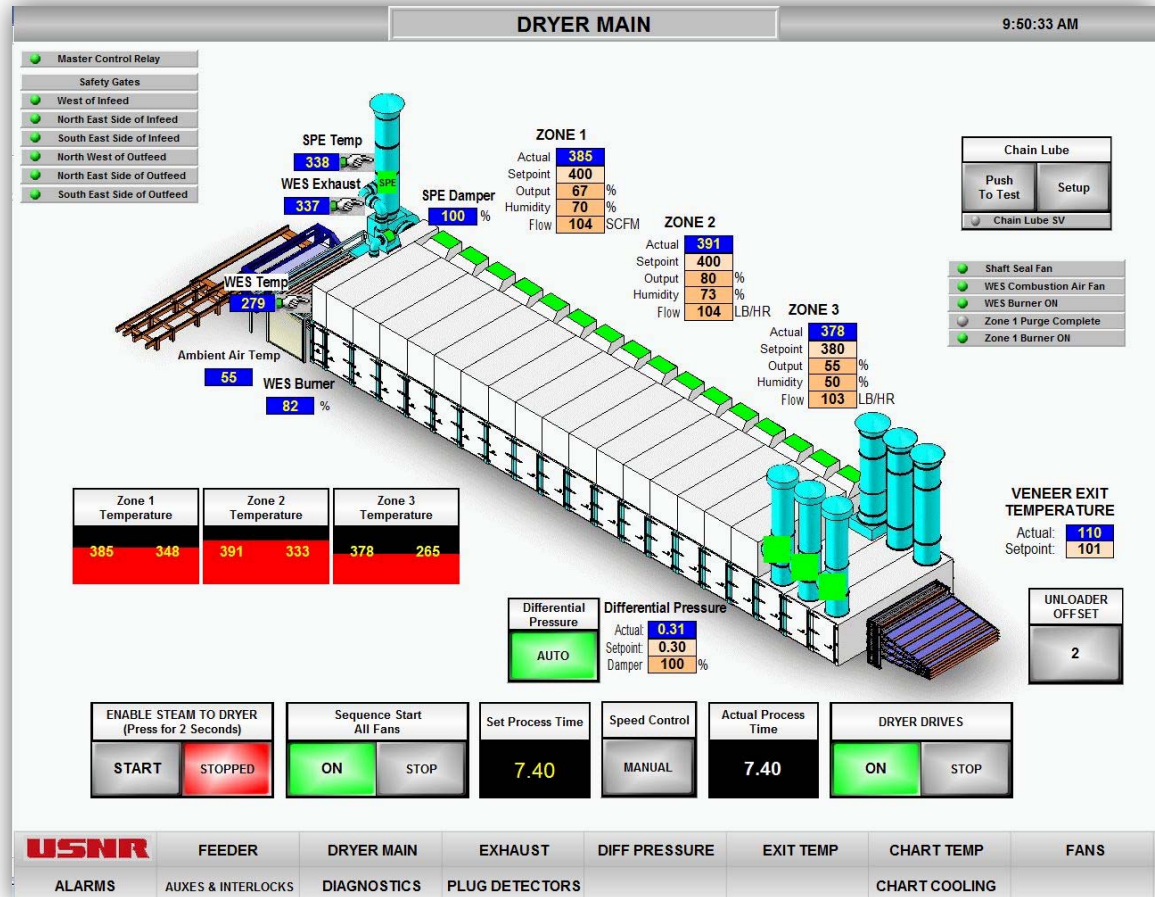 DRYER MAIN
9:50:33 AM
Master Control Relay
Safety Gates
West of Infeed
North East Side of Infeed
South East Side of Infeed
North West of Outfeed
North East Side of Outfeed
South East Side of Outfeed
SPE Temp
338
WES Exhaust
337
SPE
SPE Damper
100 %
WES Temp
279
Ambient Air Temp
55
WES Burner
82 %
ZONE 1
Actual 385
Setpoint 400
Output 67 %
Humidity 70 %
Flow 104 SCFM
ZONE 2
Actual 391
Setpoint 400
Output 80 %
Humidity 73 %
Flow 104 LB/HR
ZONE 3
Actual 378
Setpoint 380
Output 55 %
Humidity 50 %
Flow 103 LB/HR
Chain Lube
Push
To Test
Setup
Chain Lube SV
Shaft Seal Fan
WES Combustion Air Fan
WES Burner ON
Zone 1 Purge Complete
Zone 1 Burner ON
Zone 1
Temperature
385 348
Zone 2
Temperature
391 333
Zone 3
Temperature
378 265
VENEER EXIT
TEMPERATURE
Actual: 110
Setpoint: 101
Differential
Pressure
AUTO
Differential Pressure
Actual: 0.31
Setpoint: 0.30
Damper 100 %
UNLOADER
OFFSET
2
ENABLE STEAM TO DRYER
(Press for 2 Seconds)
START STOPPED
Sequence Start
All Fans
ON STOP
Set Process Time
7.40
Speed Control
MANUAL
Actual Process
Time
7.40
DRYER DRIVES
ON STOP
USNR FEEDER DRYER MAIN EXHAUST DIFF PRESSURE EXIT TEMP CHART TEMP FANS
ALARMS AUXES & INTERLOCKS DIAGNOSTICS PLUG DETECTORS CHART COOLING